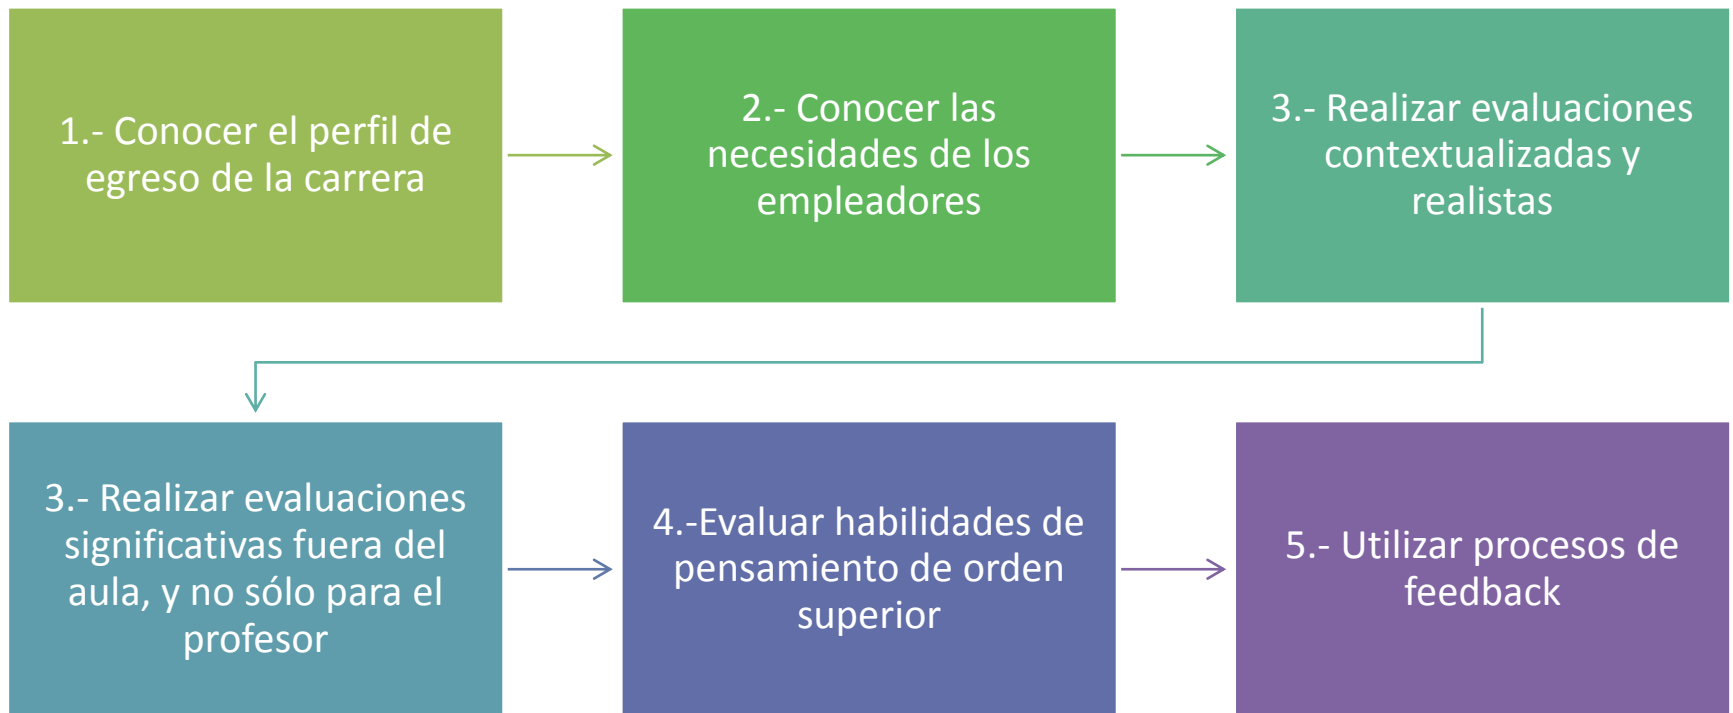 1.- Conocer el perfil de
egreso de la carrera
2.- Conocer las
necesidades de los
empleadores
3.- Realizar evaluaciones
contextualizadas y
realistas
3.- Realizar evaluaciones
significativas fuera del
aula, y no sólo para el
profesor
4.-Evaluar habilidades de
pensamiento de orden
superior
5.- Utilizar procesos de
feedback